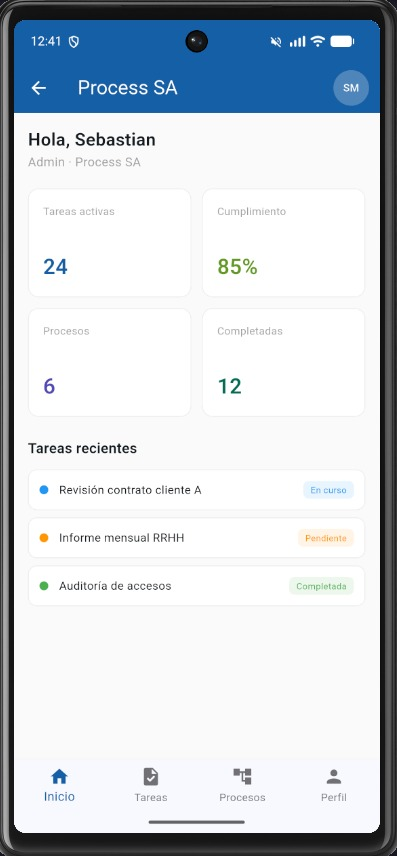 12:41
Process SA
SM
Hola, Sebastian
Admin · Process SA
Tareas activas
24
Cumplimiento
85%
Procesos
6
Completadas
12
Tareas recientes
Revisión contrato cliente A
En curso
Informe mensual RRHH
Pendiente
Auditoría de accesos
Completada
Inicio
Tareas
Procesos
Perfil